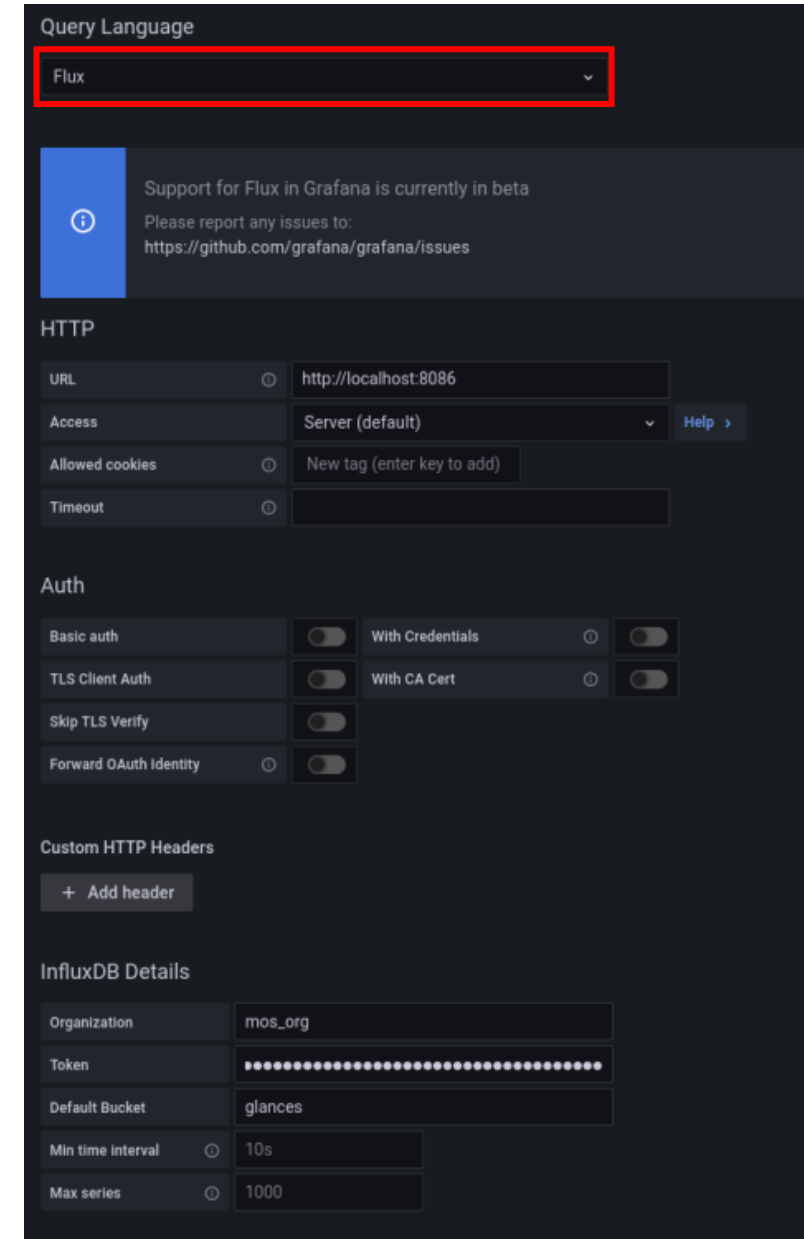 Query Language
Flux
Support for Flux in Grafana is currently in beta
Please report any issues to:
https://github.com/grafana/grafana/issues
HTTP
URL http://localhost:8086
Access Server (default) Help >
Allowed cookies New tag (enter key to add)
Timeout
Auth
Basic auth With Credentials
TLS Client Auth With CA Cert
Skip TLS Verify
Forward OAuth Identity
Custom HTTP Headers
+ Add header
InfluxDB Details
Organization mos_org
Token
Default Bucket glances
Min time interval 10s
Max series 1000